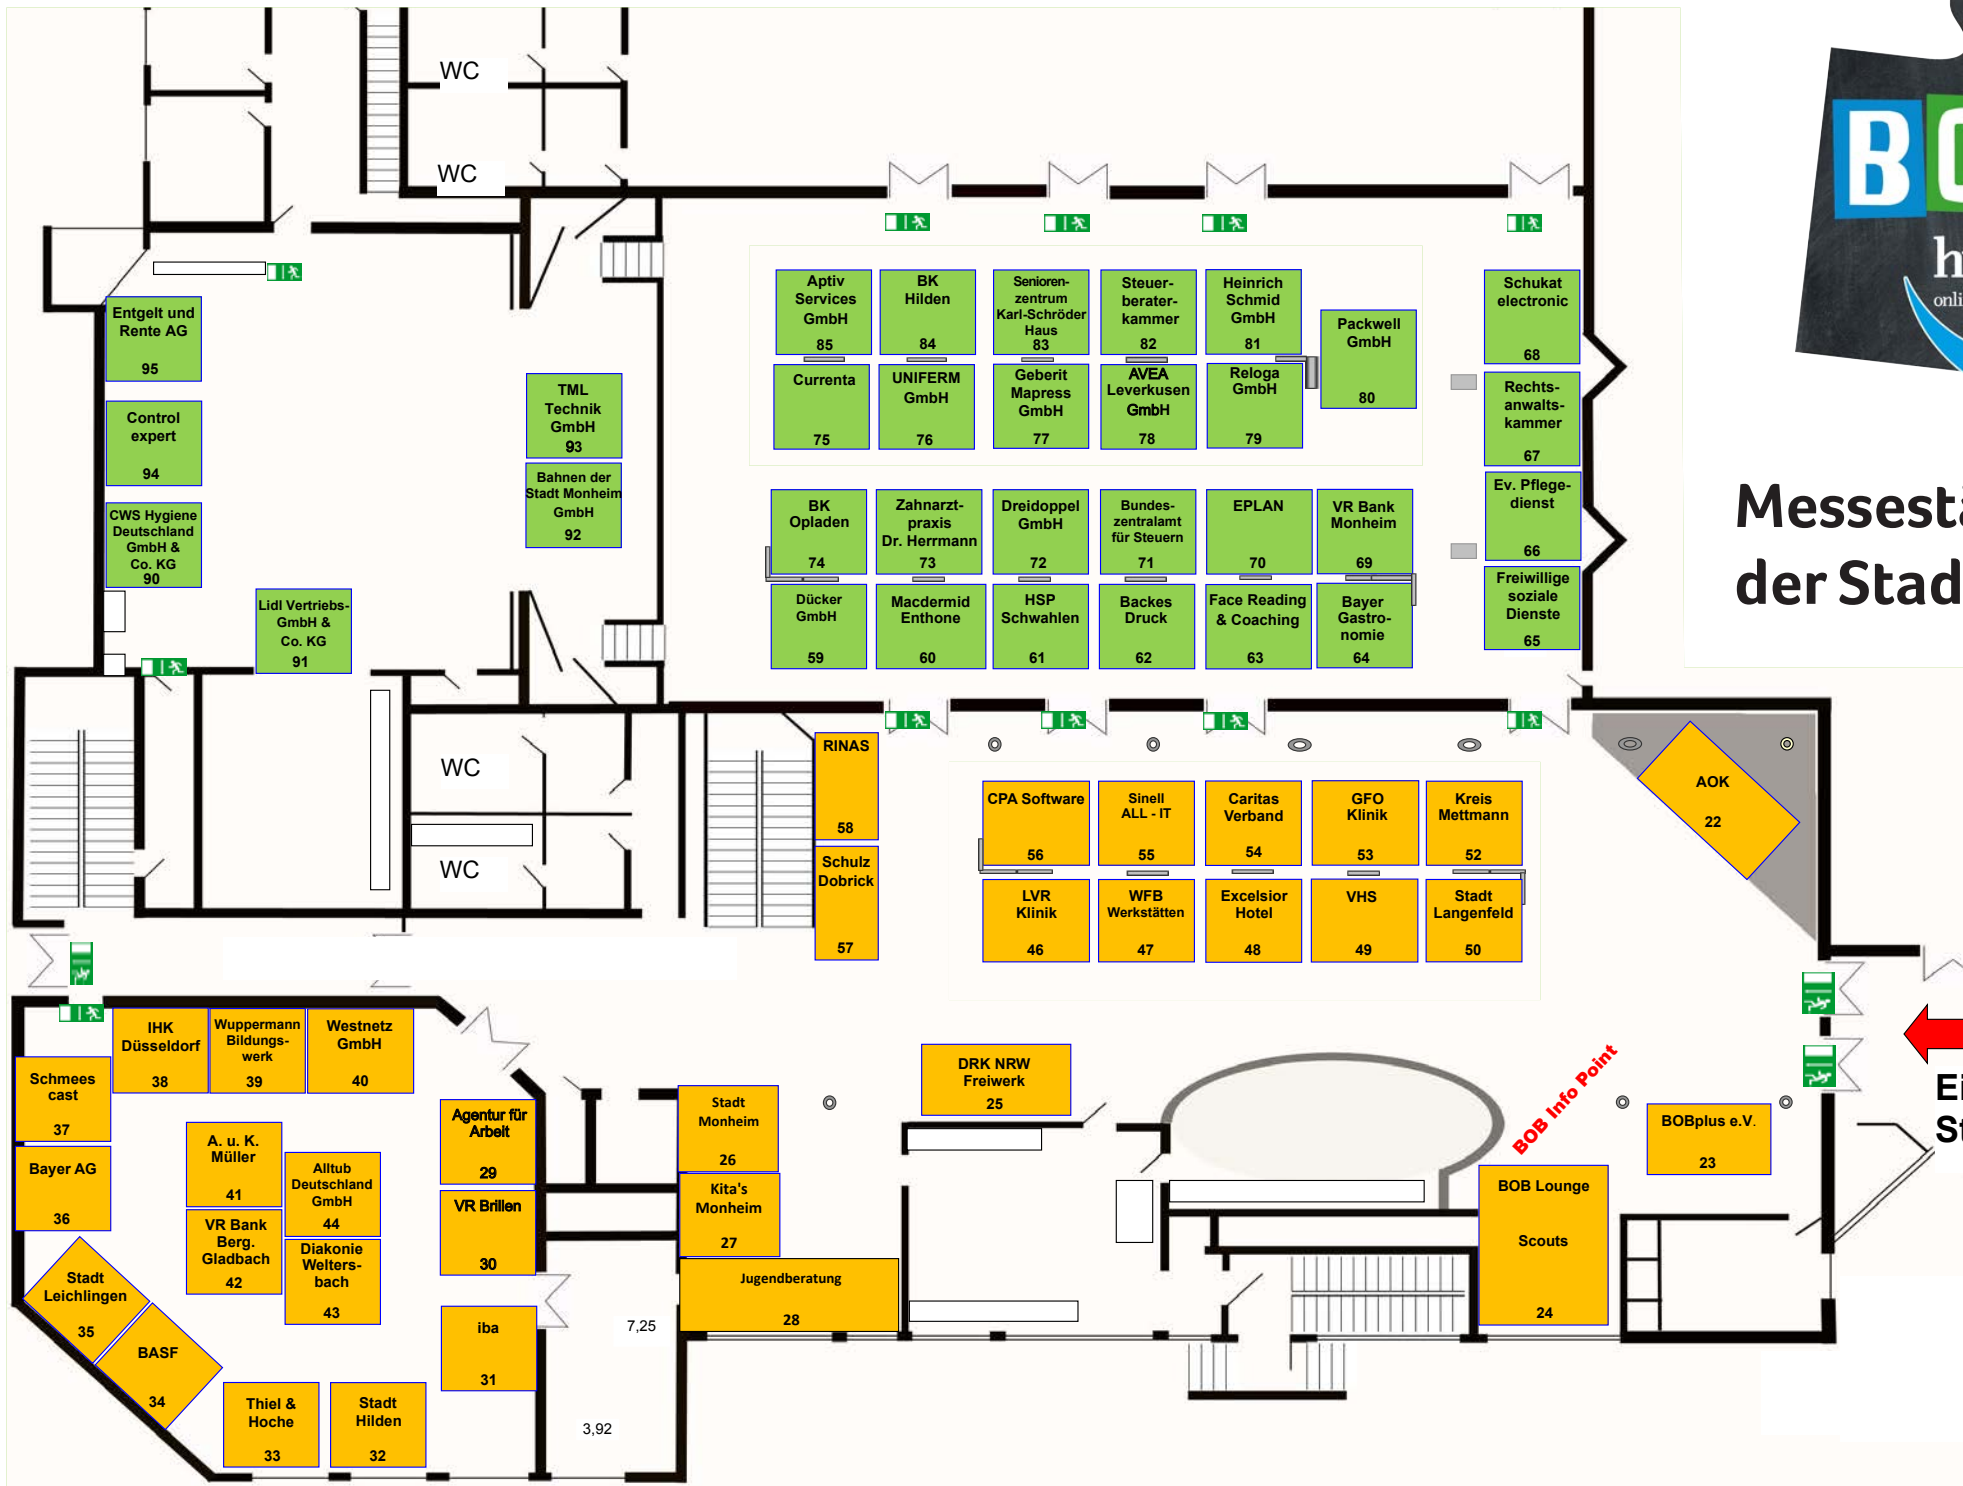 WC
WC
B
h
onli
Messest
der Stad
Aptiv
Services
GmbH
85
BK
Hilden
84
Senioren-
zentrum
Karl-Schröder
Haus
83
Steuer-
berater-
kammer
82
Heinrich
Schmid
GmbH
81
Packwell
GmbH
80
Schukat
electronic
68
Entgelt und
Rente AG
95
Control
expert
94
CWS Hygiene
Deutschland
GmbH &
Co. KG
90
TML
Technik
GmbH
93
Bahnen der
Stadt Monheim
GmbH
92
Lidl Vertriebs-
GmbH &
Co. KG
91
Currenta
75
UNIFERM
GmbH
76
Geberit
Mapress
GmbH
77
AVEA
Leverkusen
GmbH
78
Reloga
GmbH
79
Rechts-
anwalts-
kammer
67
Ev. Pflege-
dienst
66
Freiwillige
soziale
Dienste
65
BK
Opladen
74
Zahnarzt-
praxis
Dr. Herrmann
73
Dreidoppel
GmbH
72
Bundes-
zentralamt
für Steuern
71
EPLAN
70
VR Bank
Monheim
69
Dücker
GmbH
59
Macdermid
Enthone
60
HSP
Schwahlen
61
Backes
Druck
62
Face Reading
& Coaching
63
Bayer
Gastro-
nomie
64
WC
WC
RINAS
58
Schulz
Dobrick
57
CPA Software
56
Sinell
ALL - IT
55
Caritas
Verband
54
GFO
Klinik
53
Kreis
Mettmann
52
AOK
22
LVR
Klinik
46
WFB
Werkstätten
47
Excelsior
Hotel
48
VHS
49
Stadt
Langenfeld
50
IHK
Düsseldorf
38
Wuppermann
Bildungs-
werk
39
Westnetz
GmbH
40
Schmees
cast
37
Bayer AG
36
Stadt
Leichlingen
35
BASF
34
Thiel &
Hoche
33
Stadt
Hilden
32
A. u. K.
Müller
41
VR Bank
Berg.
Gladbach
42
Alltub
Deutschland
GmbH
44
Diakonie
Welters-
bach
43
Agentur für
Arbeit
29
VR Brillen
30
iba
31
7,25
3,92
Stadt
Monheim
26
Kita's
Monheim
27
Jugendberatung
28
DRK NRW
Freiwerk
25
BOB Info Point
BOBplus e.V.
23
BOB Lounge
Scouts
24
Ei
St